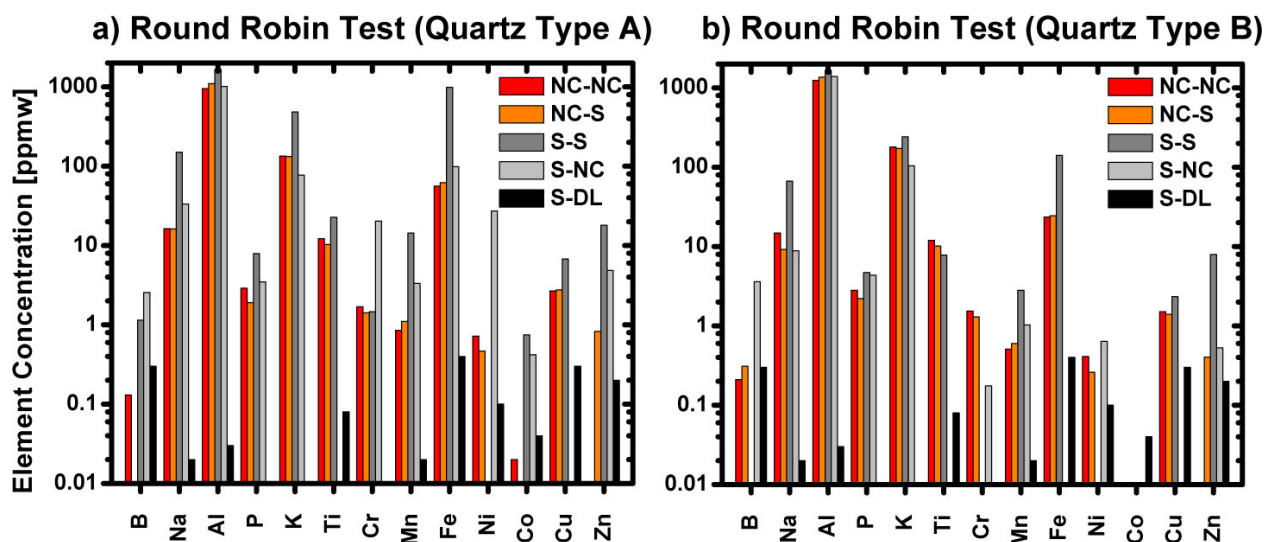 a) Round Robin Test (Quartz Type A)
b) Round Robin Test (Quartz Type B)
Element Concentration [ppmw]
1000
100
10
1
0.1
0.01
NC-NC
NC-S
S-S
S-NC
S-DL
B Na Al P K Ti Cr Mn Fe Ni Co Cu Zn
1000
100
10
1
0.1
0.01
NC-NC
NC-S
S-S
S-NC
S-DL
B Na Al P K Ti Cr Mn Fe Ni Co Cu Zn